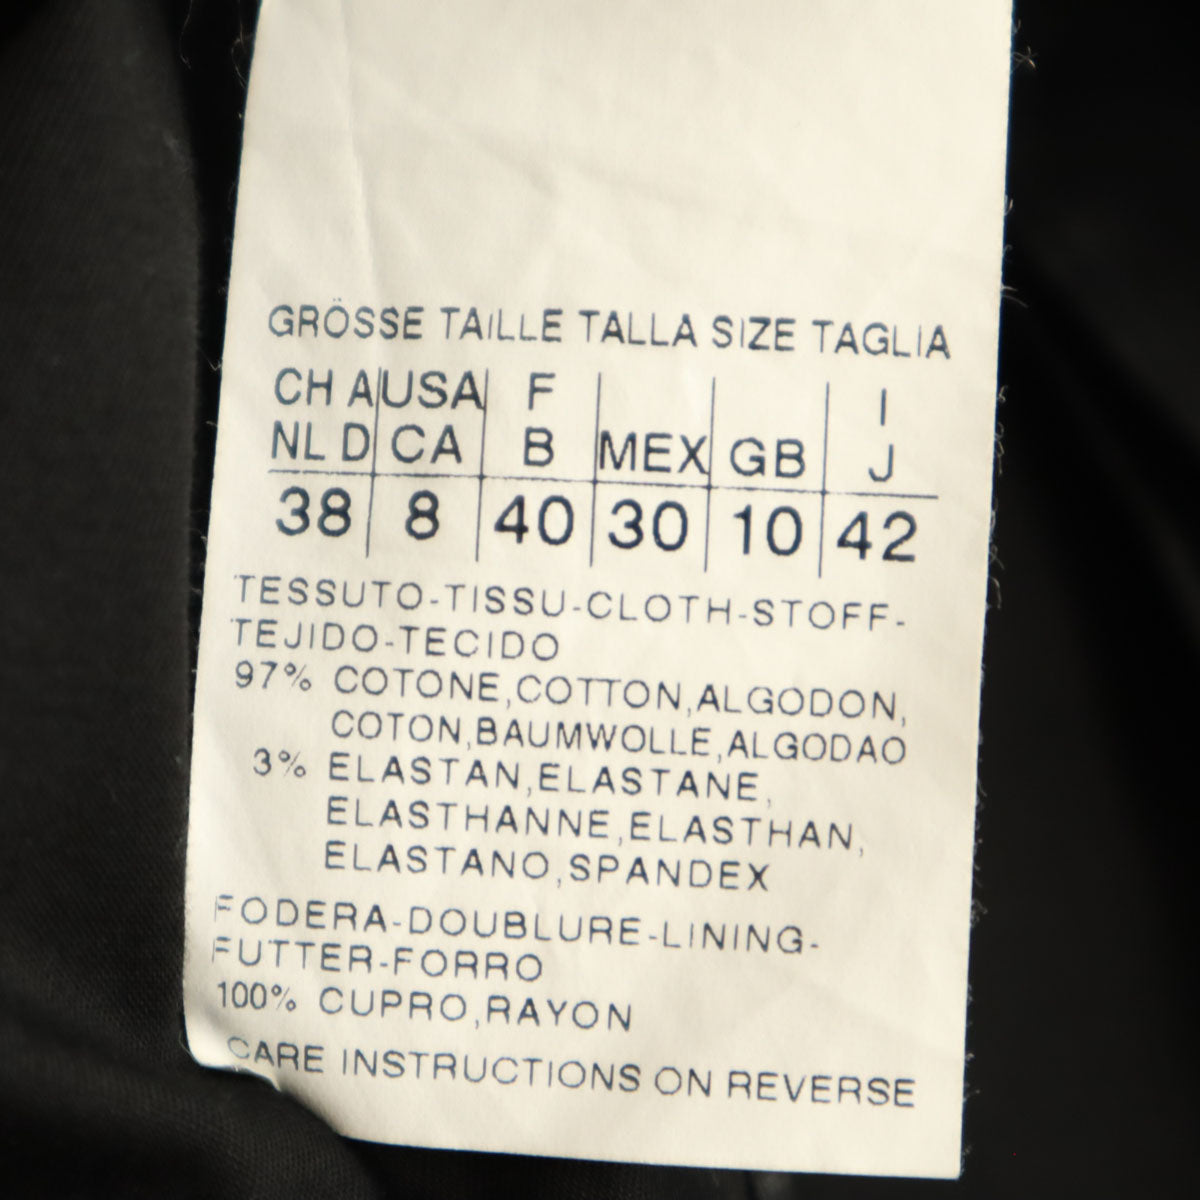 GRÖSSE TAILLE TALLA SIZE TAGLIA
CH A USA F I
NL D CA B MEX GB J
38 8 40 30 10 42
TESSUTO-TISSU-CLOTH-STOFF-
TEJIDO-TECIDO
97% COTONE,COTTON,ALGODON,
COTON,BAUMWOLLE,ALGODAO
3% ELASTAN,ELASTANE,
ELASTHANNE,ELASTHAN,
ELASTANO,SPANDEX
FODERA-DOUBLURE-LINING-
FUTTER-FORRO
100% CUPRO,RAYON
CARE INSTRUCTIONS ON REVERSE